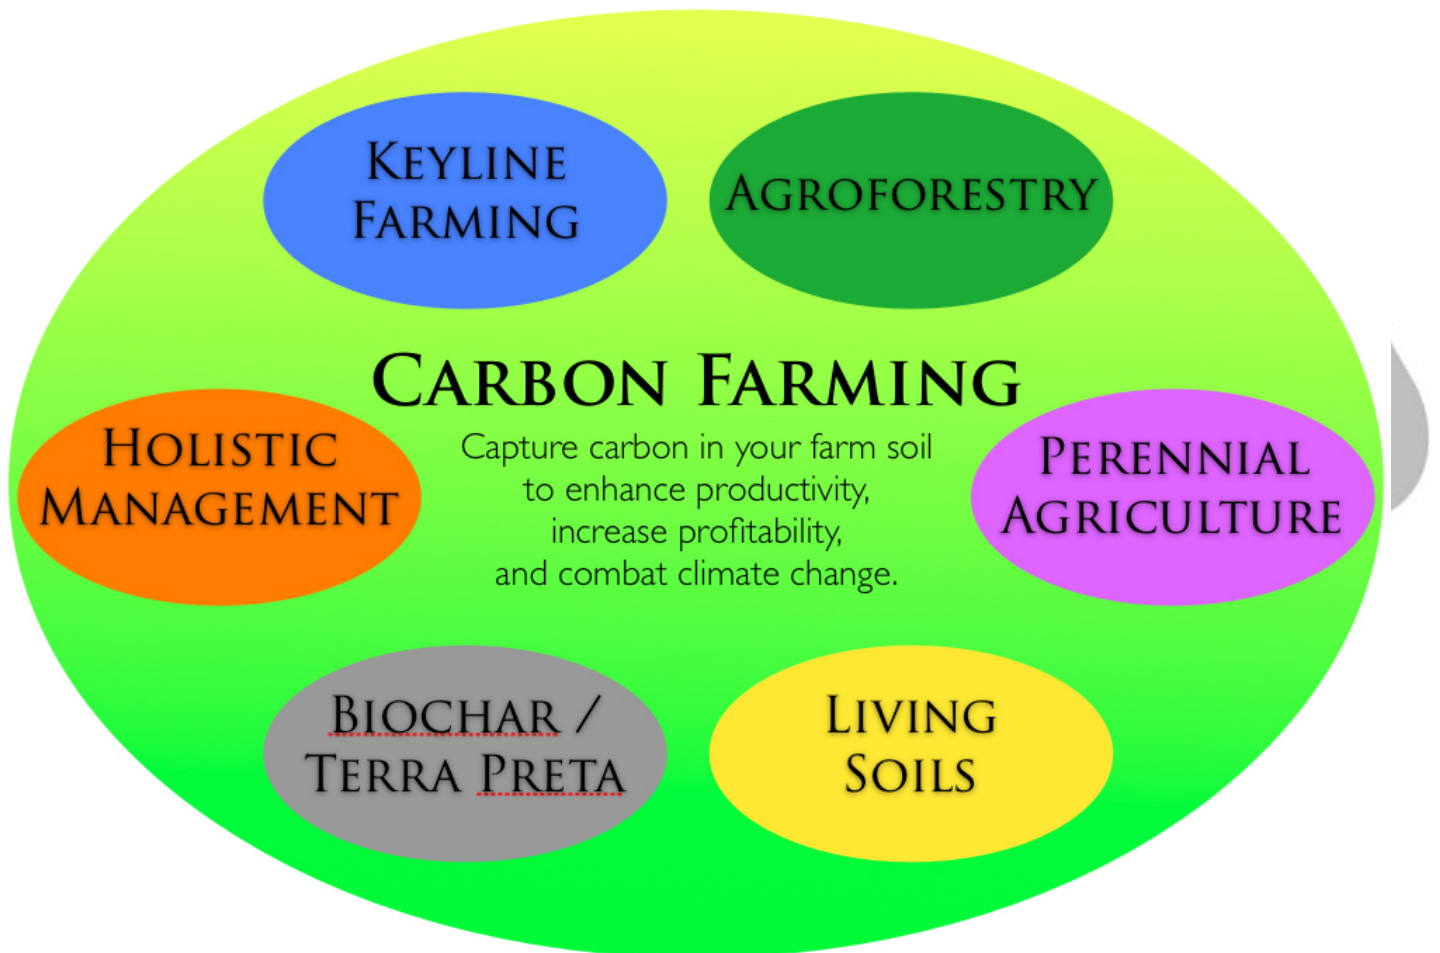 Keyline
Farming
Agroforestry
Carbon Farming
Capture carbon in your farm soil
to enhance productivity,
increase profitability,
and combat climate change.
Holistic
Management
Perennial
Agriculture
Biochar /
Terra Preta
Living
Soils